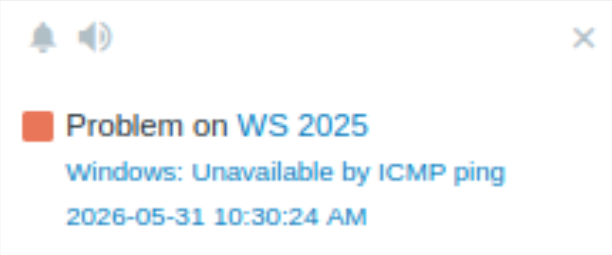 Problem on WS 2025
Windows: Unavailable by ICMP ping
2026-05-31 10:30:24 AM